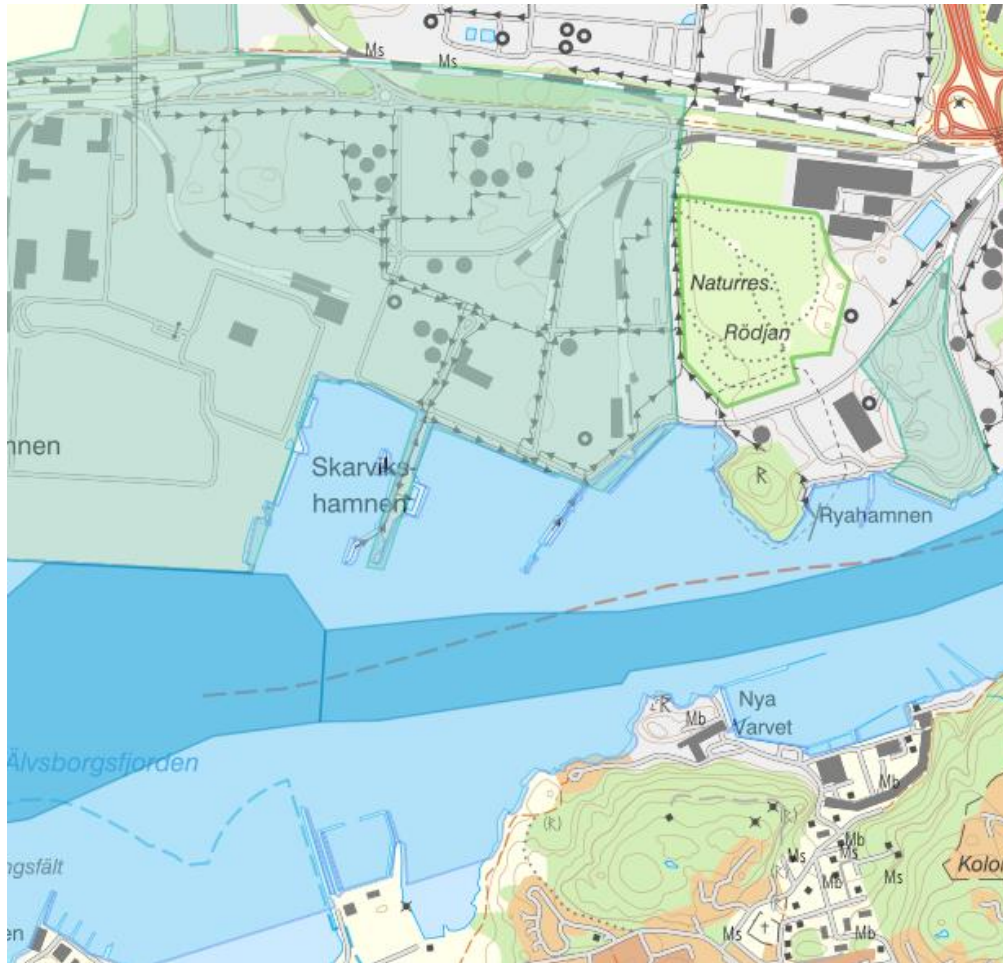 Ms
Ms
Naturres.
Rödjan
nnen
Skarviks-
hamnen
R
Ryahamnen
R
Mb
Nya
Varvet
Älvsborgsfjorden
Mb
(R)
(R)
Ms
Mb
Ms
Mb
Ms
Kolon
ngsfält
Ms
Mb
en